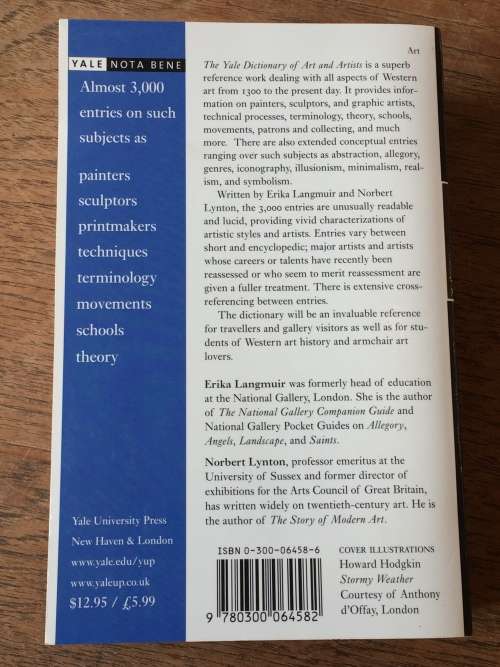 YALE NOTA BENE
Almost 3,000
entries on such
subjects as
painters
sculptors
printmakers
techniques
terminology
movements
schools
theory
Yale University Press
New Haven & London
www.yale.edu/yup
www.yaleup.co.uk
$12.95 / £5.99
Art
The Yale Dictionary of Art and Artists is a superb
reference work dealing with all aspects of Western
art from 1300 to the present day. It provides infor-
mation on painters, sculptors, and graphic artists,
technical processes, terminology, theory, schools,
movements, patrons and collecting, and much
more. There are also extended conceptual entries
ranging over such subjects as abstraction, allegory,
genres, iconography, illusionism, minimalism, real-
ism, and symbolism.
Written by Erika Langmuir and Norbert
Lynton, the 3,000 entries are unusually readable
and lucid, providing vivid characterizations of
artistic styles and artists. Entries vary between
short and encyclopedic; major artists and artists
whose careers or talents have recently been
reassessed or who seem to merit reassessment are
given a fuller treatment. There is extensive cross-
referencing between entries.
The dictionary will be an invaluable reference
for travellers and gallery visitors as well as for stu-
dents of Western art history and armchair art
lovers.
Erika Langmuir was formerly head of education
at the National Gallery, London. She is the author
of The National Gallery Companion Guide and
National Gallery Pocket Guides on Allegory,
Angels, Landscape, and Saints.
Norbert Lynton, professor emeritus at the
University of Sussex and former director of
exhibitions for the Arts Council of Great Britain,
has written widely on twentieth-century art. He is
the author of The Story of Modern Art.
ISBN 0-300-06458-6
9 780300 064582
COVER ILLUSTRATIONS
Howard Hodgkin
Stormy Weather
Courtesy of Anthony
d'Offay, London